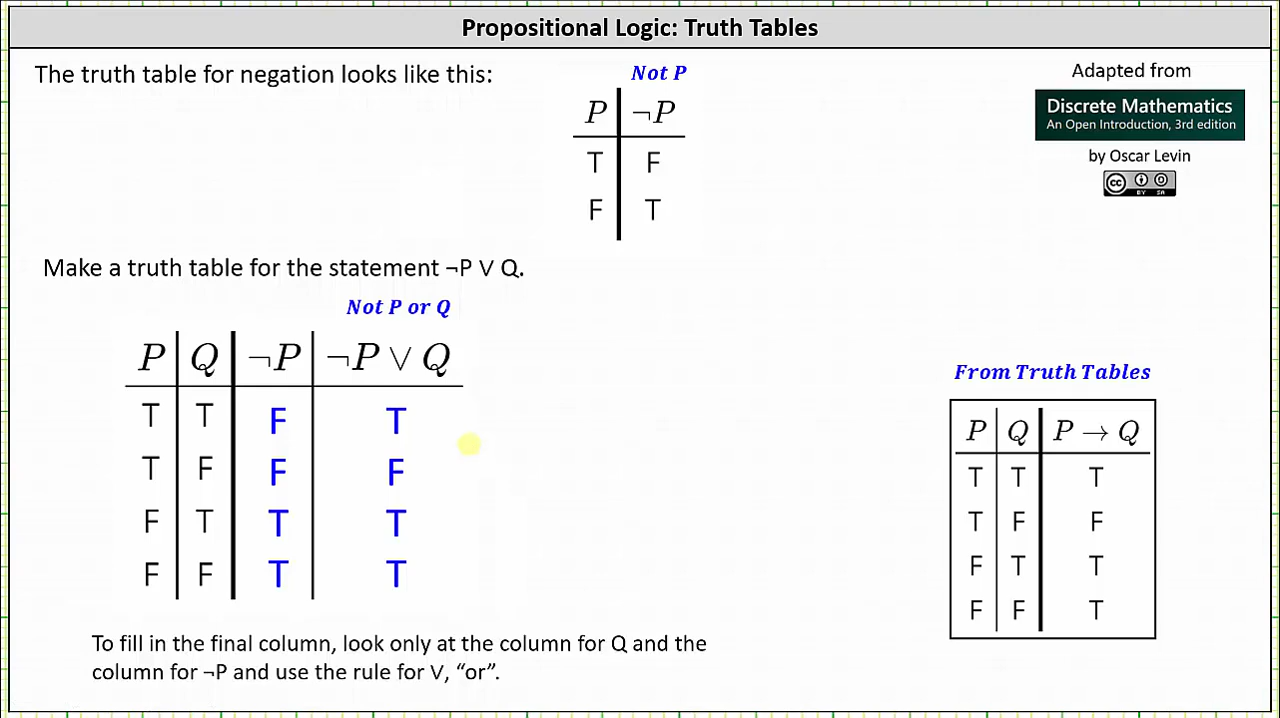 Propositional Logic: Truth Tables
The truth table for negation looks like this:
Not P
P ¬P
T F
F T
Adapted from
Discrete Mathematics
An Open Introduction, 3rd edition
by Oscar Levin
cc BY SA
Make a truth table for the statement ¬P ∨ Q.
Not P or Q
P Q ¬P ¬P ∨ Q
T T F T
T F F F
F T T T
F F T T
From Truth Tables
P Q P → Q
T T T
T F F
F T T
F F T
To fill in the final column, look only at the column for Q and the
column for ¬P and use the rule for ∨, “or”.